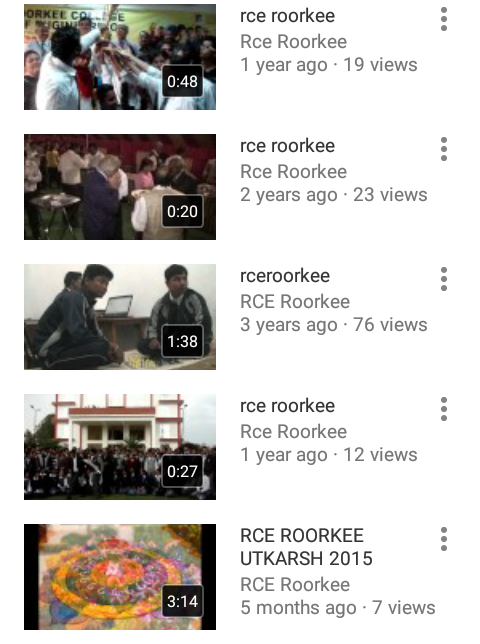 0:48
rce roorkee
Rce Roorkee
1 year ago · 19 views
0:20
rce roorkee
Rce Roorkee
2 years ago · 23 views
1:38
rceroorkee
RCE Roorkee
3 years ago · 76 views
0:27
rce roorkee
Rce Roorkee
1 year ago · 12 views
3:14
RCE ROORKEE
UTKARSH 2015
RCE Roorkee
5 months ago · 7 views